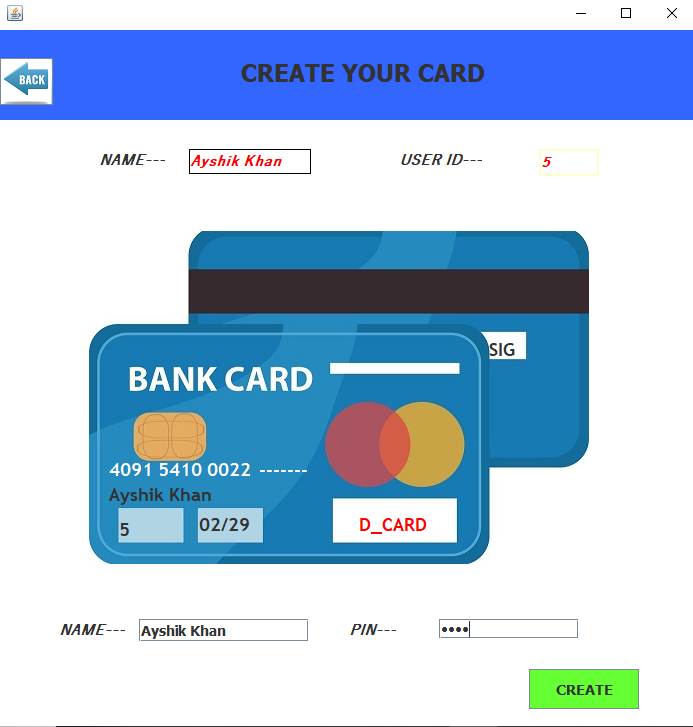 BACK
CREATE YOUR CARD
NAME--- Ayshik Khan USER ID--- 5
SIG
BANK CARD
4091 5410 0022 -------
Ayshik Khan
5 02/29 D_CARD
NAME--- Ayshik Khan PIN--- ••••
CREATE